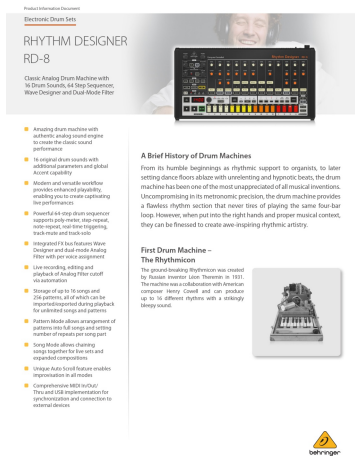 Product Information Document
Electronic Drum Sets
RHYTHM DESIGNER
RD-8
Classic Analog Drum Machine with
16 Drum Sounds, 64 Step Sequencer,
Wave Designer and Dual-Mode Filter
Amazing drum machine with
authentic analog sound engine
to create the classic sound
performance
16 original drum sounds with
additional parameters and global
Accent capability
Modern and versatile workflow
provides enhanced playability,
enabling you to create captivating
live performances
Powerful 64-step drum sequencer
supports poly-meter, step-repeat,
note-repeat, real-time triggering,
track-mute and track-solo
Integrated FX bus features Wave
Designer and dual-mode Analog
Filter with per voice assignment
Live recording, editing and
playback of Analog Filter cutoff
via automation
Storage of up to 16 songs and
256 patterns, all of which can be
imported/exported during playback
for unlimited songs and patterns
Pattern Mode allows arrangement of
patterns into full songs and setting
number of repeats per song part
Song Mode allows chaining
songs together for live sets and
expanded compositions
Unique Auto Scroll feature enables
improvisation in all modes
Comprehensive MIDI In/Out/
Thru and USB implementation for
synchronization and connection to
external devices
A Brief History of Drum Machines
From its humble beginnings as rhythmic support to organists, to later
setting dance floors ablaze with unrelenting and hypnotic beats, the drum
machine has been one of the most unappreciated of all musical inventions.
Uncompromising in its metronomic precision, the drum machine provides
a flawless rhythm section that never tires of playing the same four-bar
loop. However, when put into the right hands and proper musical context,
they can be finessed to create awe-inspiring rhythmic artistry.
First Drum Machine –
The Rhythmicon
The ground-breaking Rhythmicon was created
by Russian inventor Léon Theremin in 1931.
The machine was a collaboration with American
composer Henry Cowell and can produce
up to 16 different rhythms with a strikingly
bleepy sound.
behringer